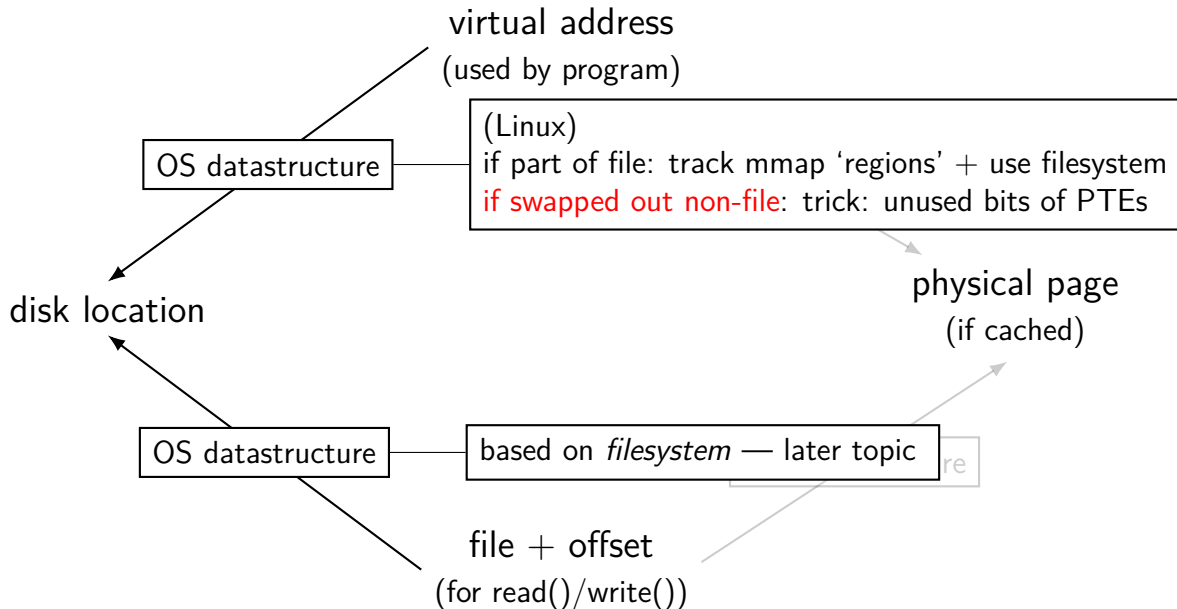 virtual address
(used by program)
(Linux)
OS datastructure
if part of file: track mmap ‘regions’ + use filesystem
if swapped out non-file: trick: unused bits of PTEs
physical page
disk location
(if cached)
OS datastructure
based on filesystem — later topic
re
file + offset
(for read()/write())